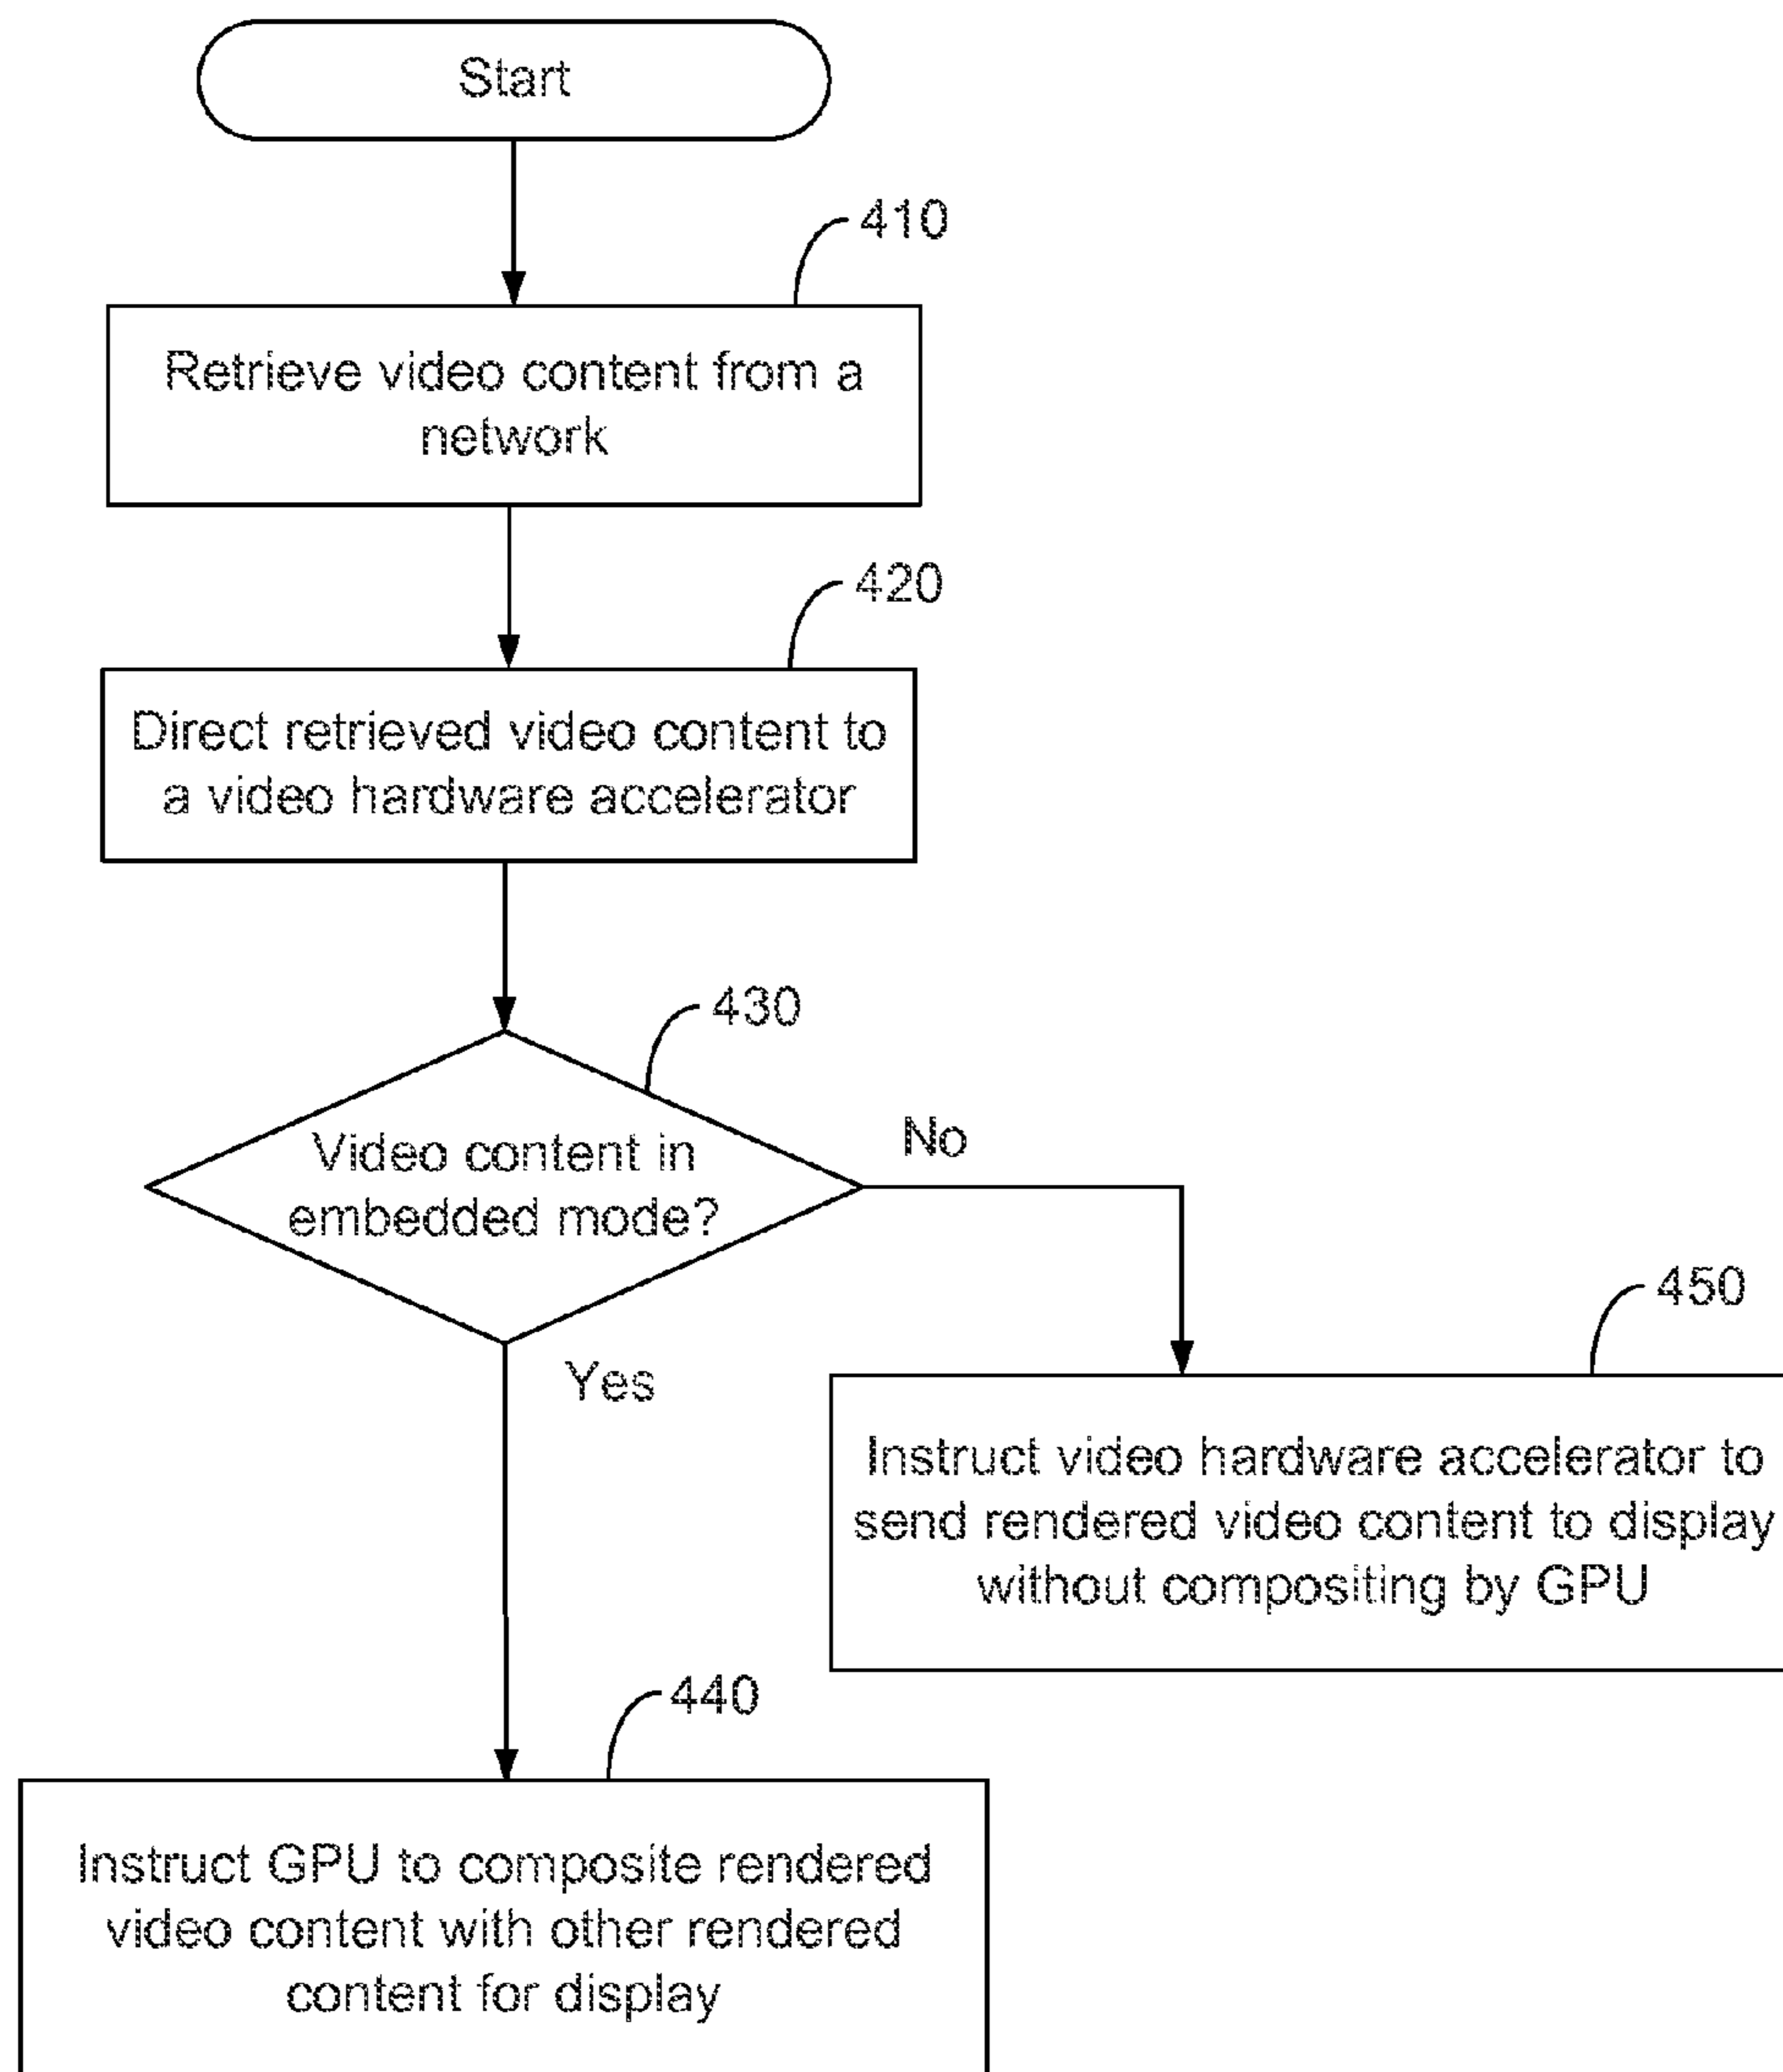 Start
410
Retrieve video content from a
network
420
Direct retrieved video content to
a video hardware accelerator
430
Video content in
embedded mode?
No
Yes
450
Instruct video hardware accelerator to
send rendered video content to display
without compositing by GPU
440
Instruct GPU to composite rendered
video content with other rendered
content for display